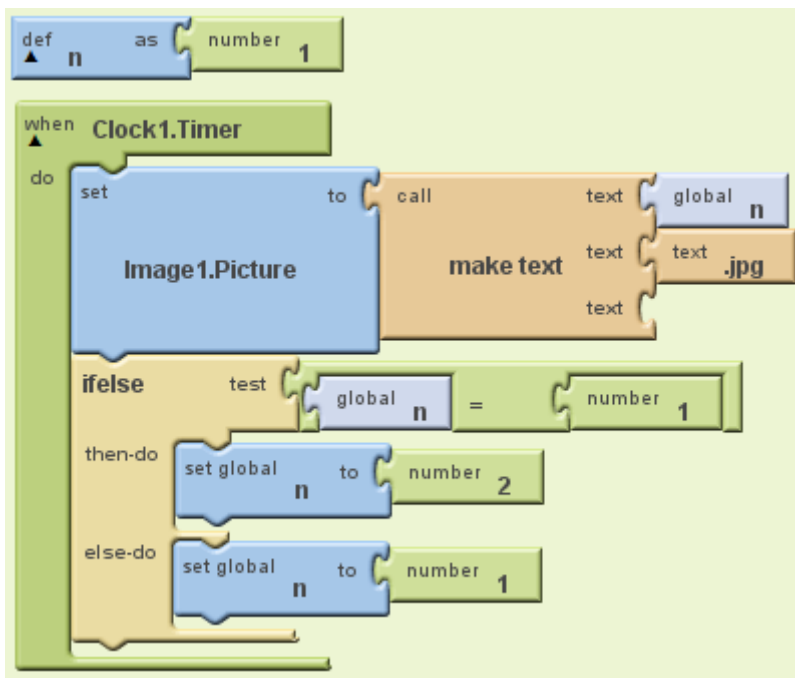 def n as number 1
when Clock1.Timer
do
set Image1.Picture to call make text text global n
text text .jpg
text
ifelse test global n = number 1
then-do set global n to number 2
else-do set global n to number 1